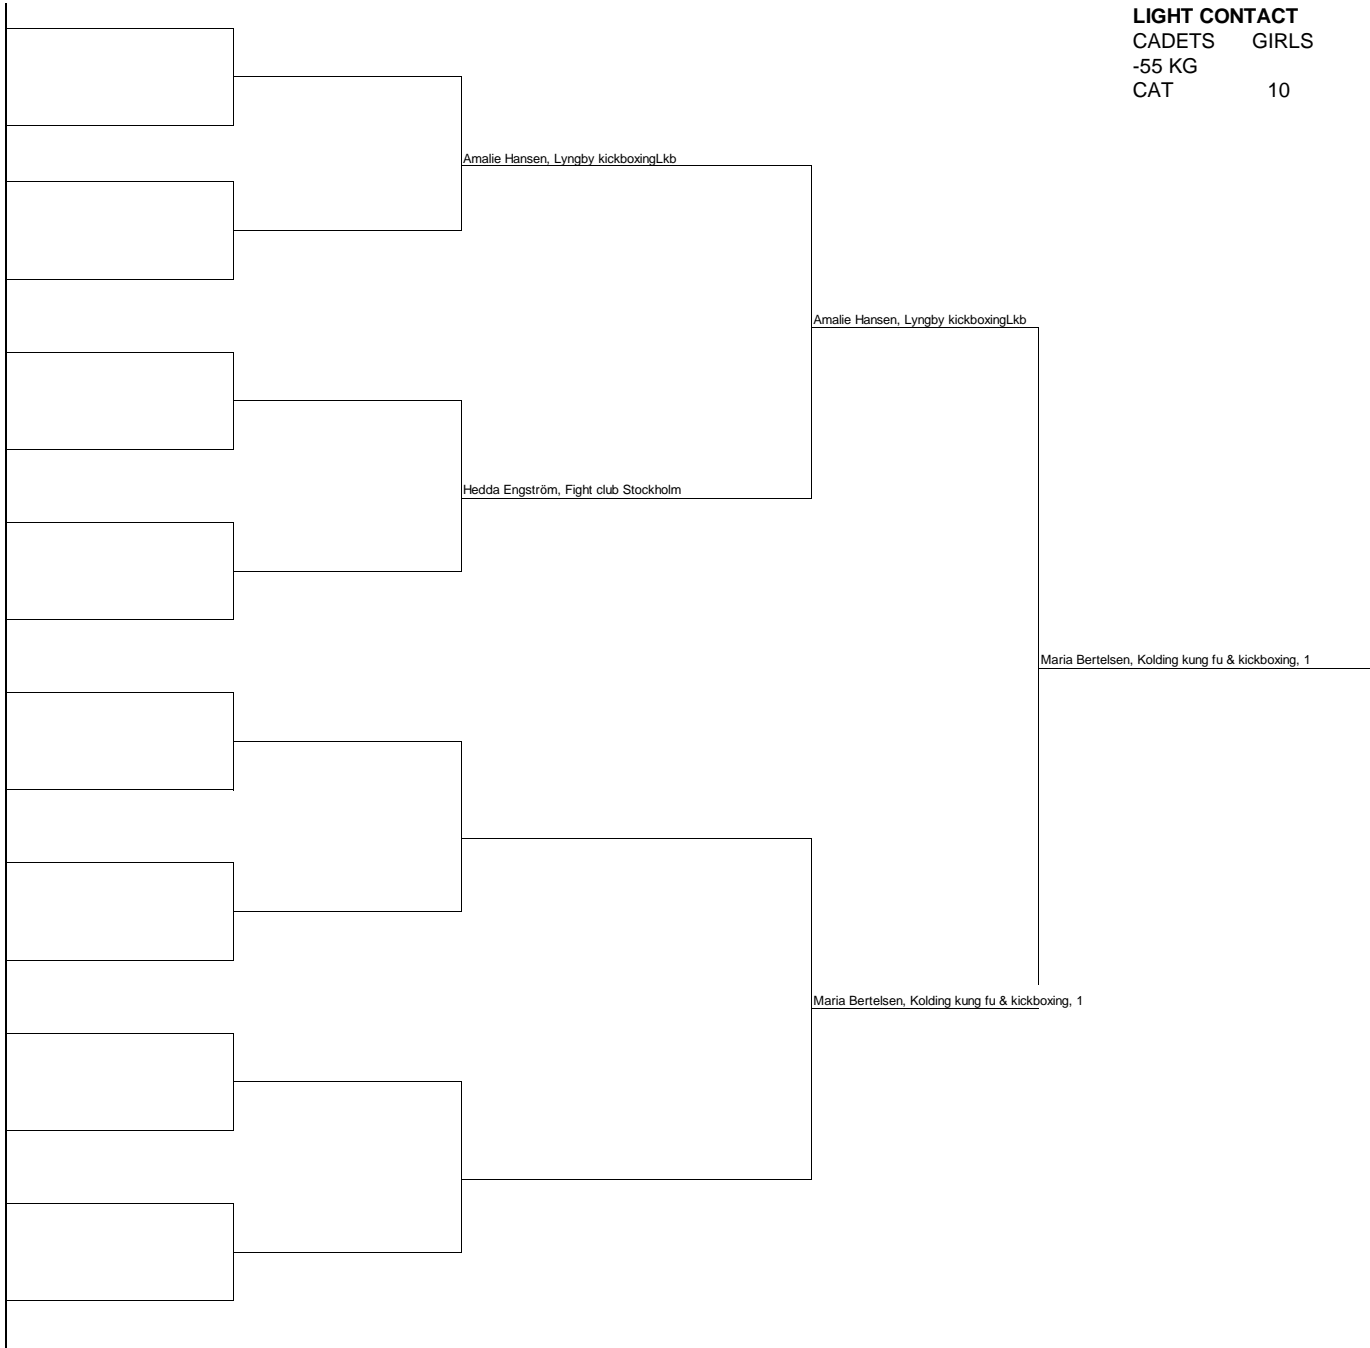 LIGHT CONTACT
CADETS GIRLS
-55 KG
CAT 10
Amalie Hansen, Lyngby kickboxingLkb
Amalie Hansen, Lyngby kickboxingLkb
Hedda Engström, Fight club Stockholm
Maria Bertelsen, Kolding kung fu & kickboxing, 1
Maria Bertelsen, Kolding kung fu & kickboxing, 1